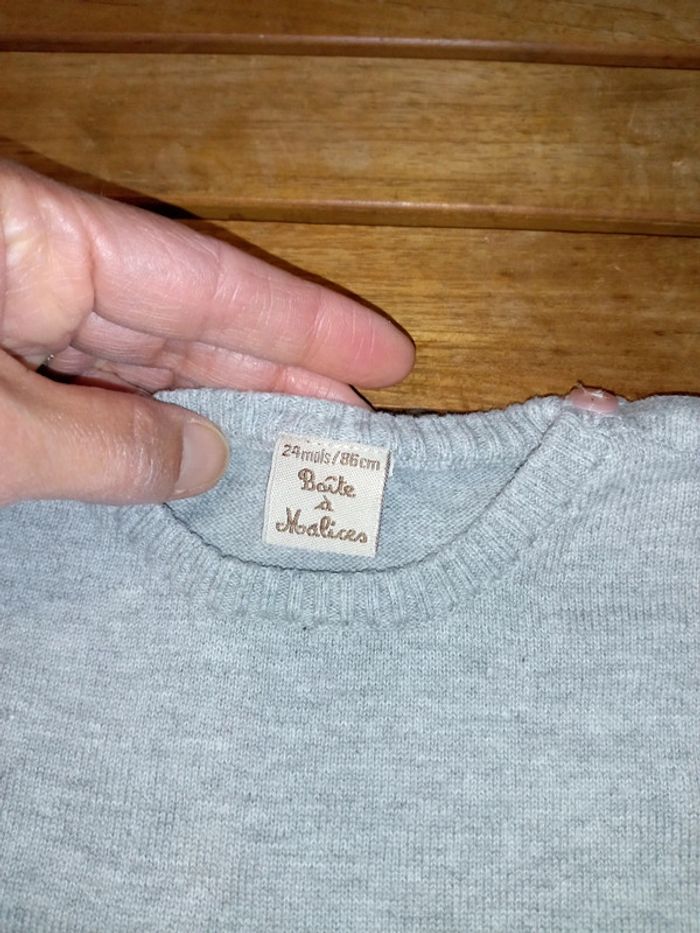 24mois/86cm
Boîte
à
Malices